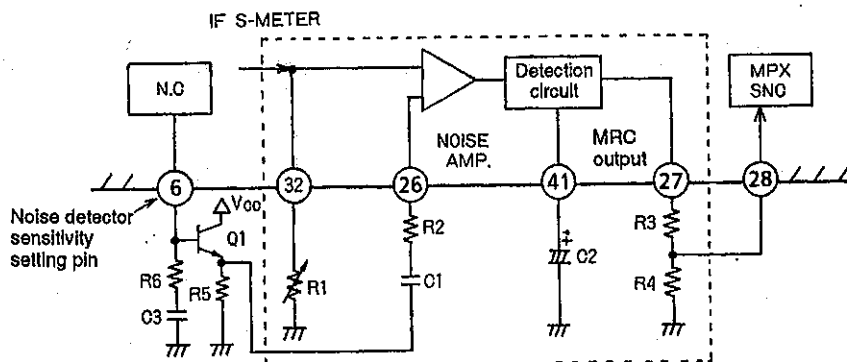 IF S-METER
N.C
Detection
circuit
MPX
SNC
NOISE
AMP.
MRC
output
6
32
26
41
27
28
Noise detector
sensitivity
setting pin
VCC
Q1
R6
R5
C3
R1
R2
C1
C2
R3
R4